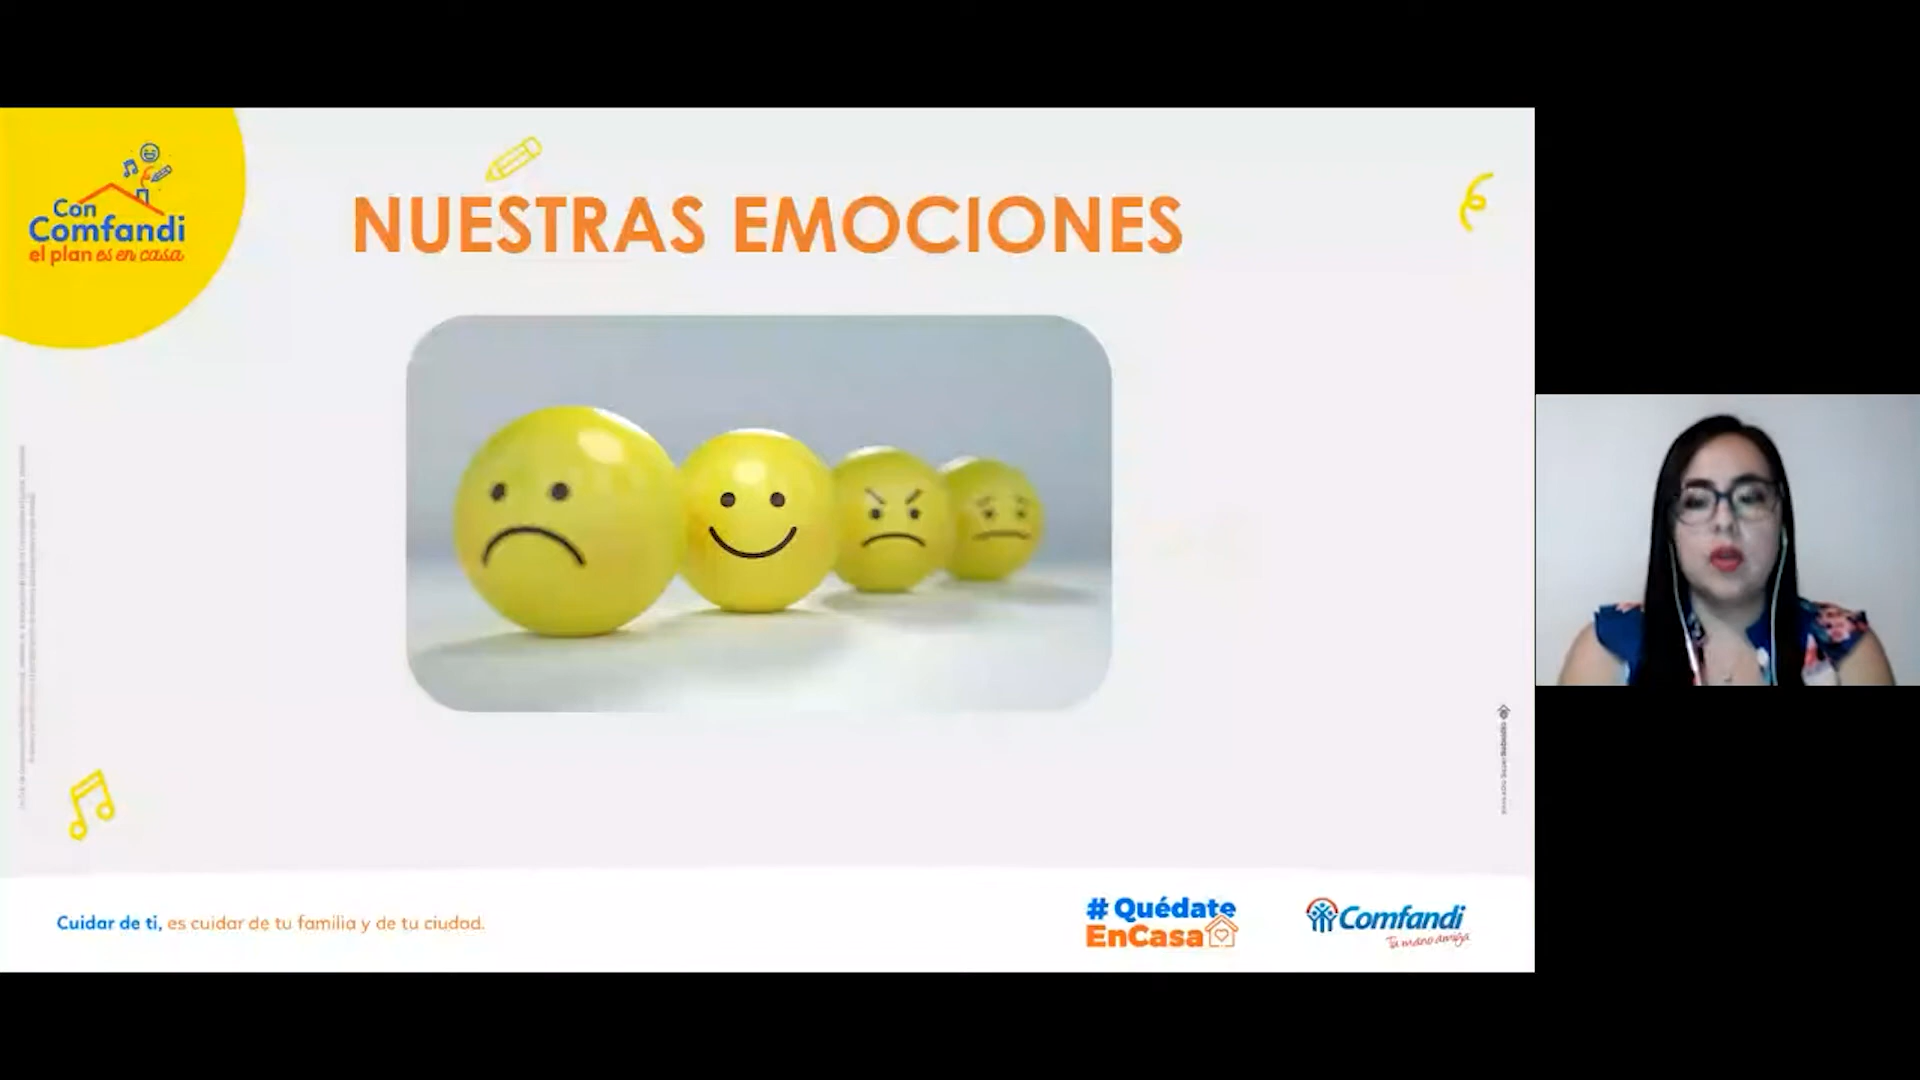 Con
Comfandi
el plan es en casa
NUESTRAS EMOCIONES
Cuidar de ti, es cuidar de tu familia y de tu ciudad.
# Quédate
EnCasa
Comfandi
Tu mano amiga